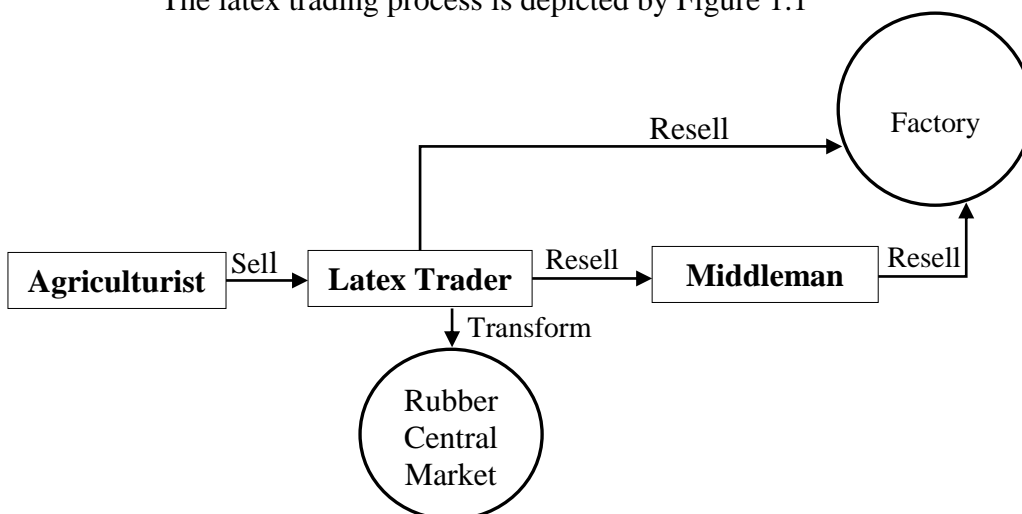 The latex trading process is depicted by Figure 1.1
Resell
Factory
Agriculturist
Sell
Latex Trader
Resell
Middleman
Resell
Transform
Rubber
Central
Market